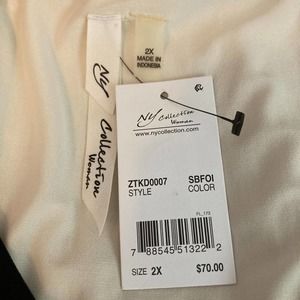 NY
Collection
Woman
2X
MADE IN
INDONESIA
NY Collection
Woman
www.nycollection.com
ZTKD0007
STYLE
SBFOI
COLOR
FL_173
7 88545 51322 2
SIZE 2X
$70.00